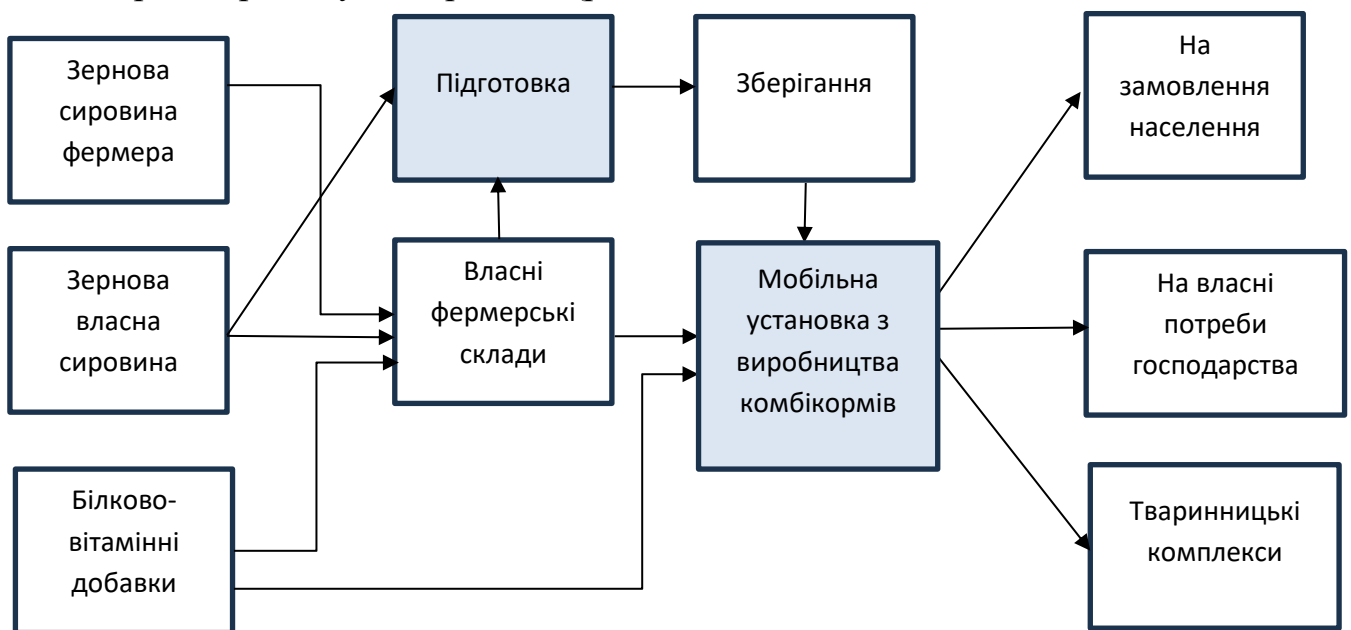 Зернова
сировина
фермера
Підготовка
Зберігання
На
замовлення
населення
Зернова
власна
сировина
Власні
фермерські
склади
Мобільна
установка з
виробництва
комбікормів
На власні
потреби
господарства
Білково-
вітамінні
добавки
Тваринницькі
комплекси